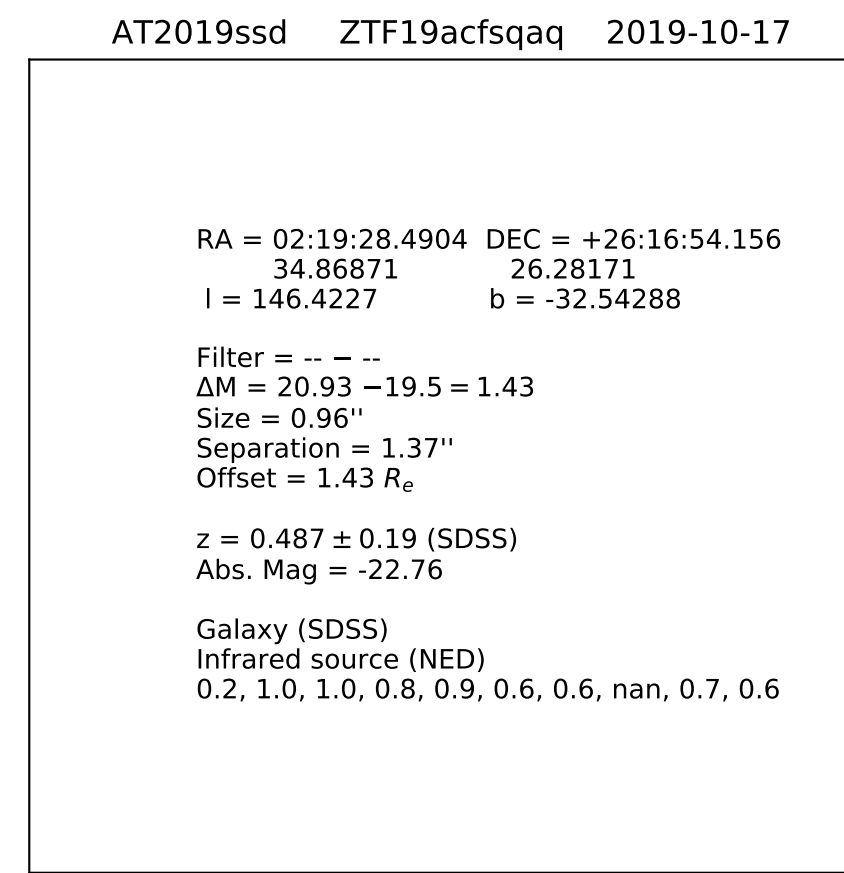 AT2019ssd ZTF19acfsqaq 2019-10-17
RA = 02:19:28.4904 DEC = +26:16:54.156
34.86871 26.28171
l = 146.4227 b = -32.54288
Filter = -- − --
ΔM = 20.93 −19.5 = 1.43
Size = 0.96''
Separation = 1.37''
Offset = 1.43 Rₑ
z = 0.487 ± 0.19 (SDSS)
Abs. Mag = -22.76
Galaxy (SDSS)
Infrared source (NED)
0.2, 1.0, 1.0, 0.8, 0.9, 0.6, 0.6, nan, 0.7, 0.6